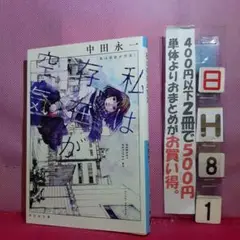 中田永一
私は
存在が
空気
400円以下2冊で500円
単体よりおまとめがお買い得。
日
H
8
1